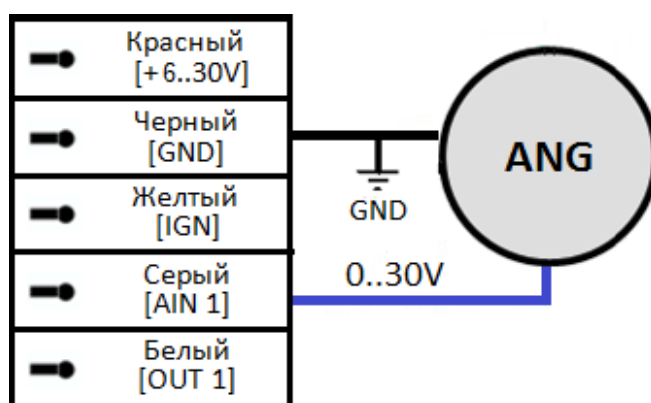 Красный
[+6..30V]
Черный
[GND]
Желтый
[IGN]
Серый
[AIN 1]
Белый
[OUT 1]
GND
0..30V
ANG